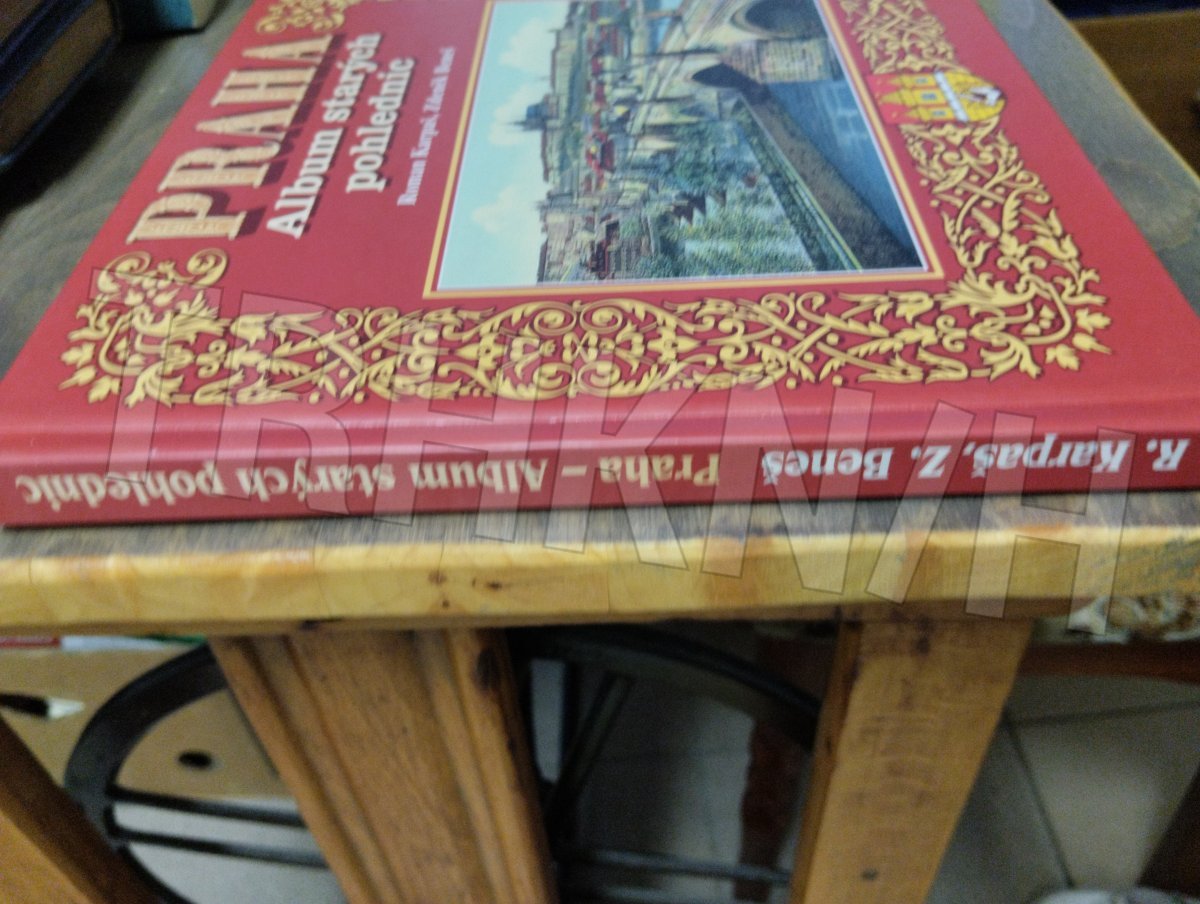 PRAHA
Album starých
pohlednic
Roman Karpaš, Zdeněk Beneš
R. Karpaš, Z. Beneš Praha – Album starých pohlednic